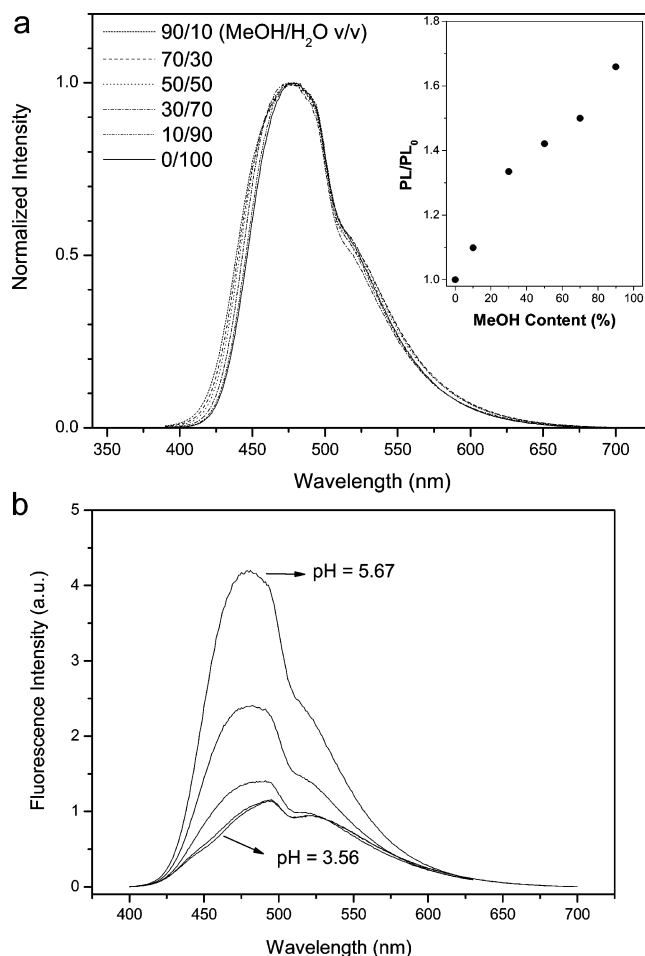 a
90/10 (MeOH/H2O v/v)
70/30
50/50
30/70
10/90
0/100
Normalized Intensity
1.0
0.5
0.0
350 400 450 500 550 600 650 700
Wavelength (nm)
PL/PL0
1.8
1.6
1.4
1.2
1.0
0 20 40 60 80 100
MeOH Content (%)
b
Fluorescence Intensity (a.u.)
5
4
3
2
1
0
pH = 5.67
pH = 3.56
400 450 500 550 600 650 700
Wavelength (nm)